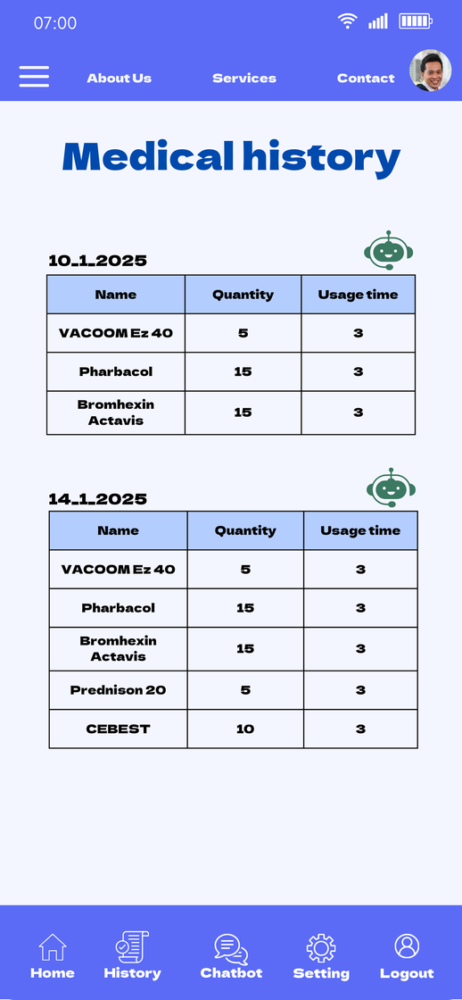 07:00
About Us Services Contact
Medical history
10_1_2025
Name Quantity Usage time
VACOOM Ez 40 5 3
Pharbacol 15 3
Bromhexin
Actavis 15 3
14_1_2025
Name Quantity Usage time
VACOOM Ez 40 5 3
Pharbacol 15 3
Bromhexin
Actavis 15 3
Prednison 20 5 3
CEBEST 10 3
Home History Chatbot Setting Logout